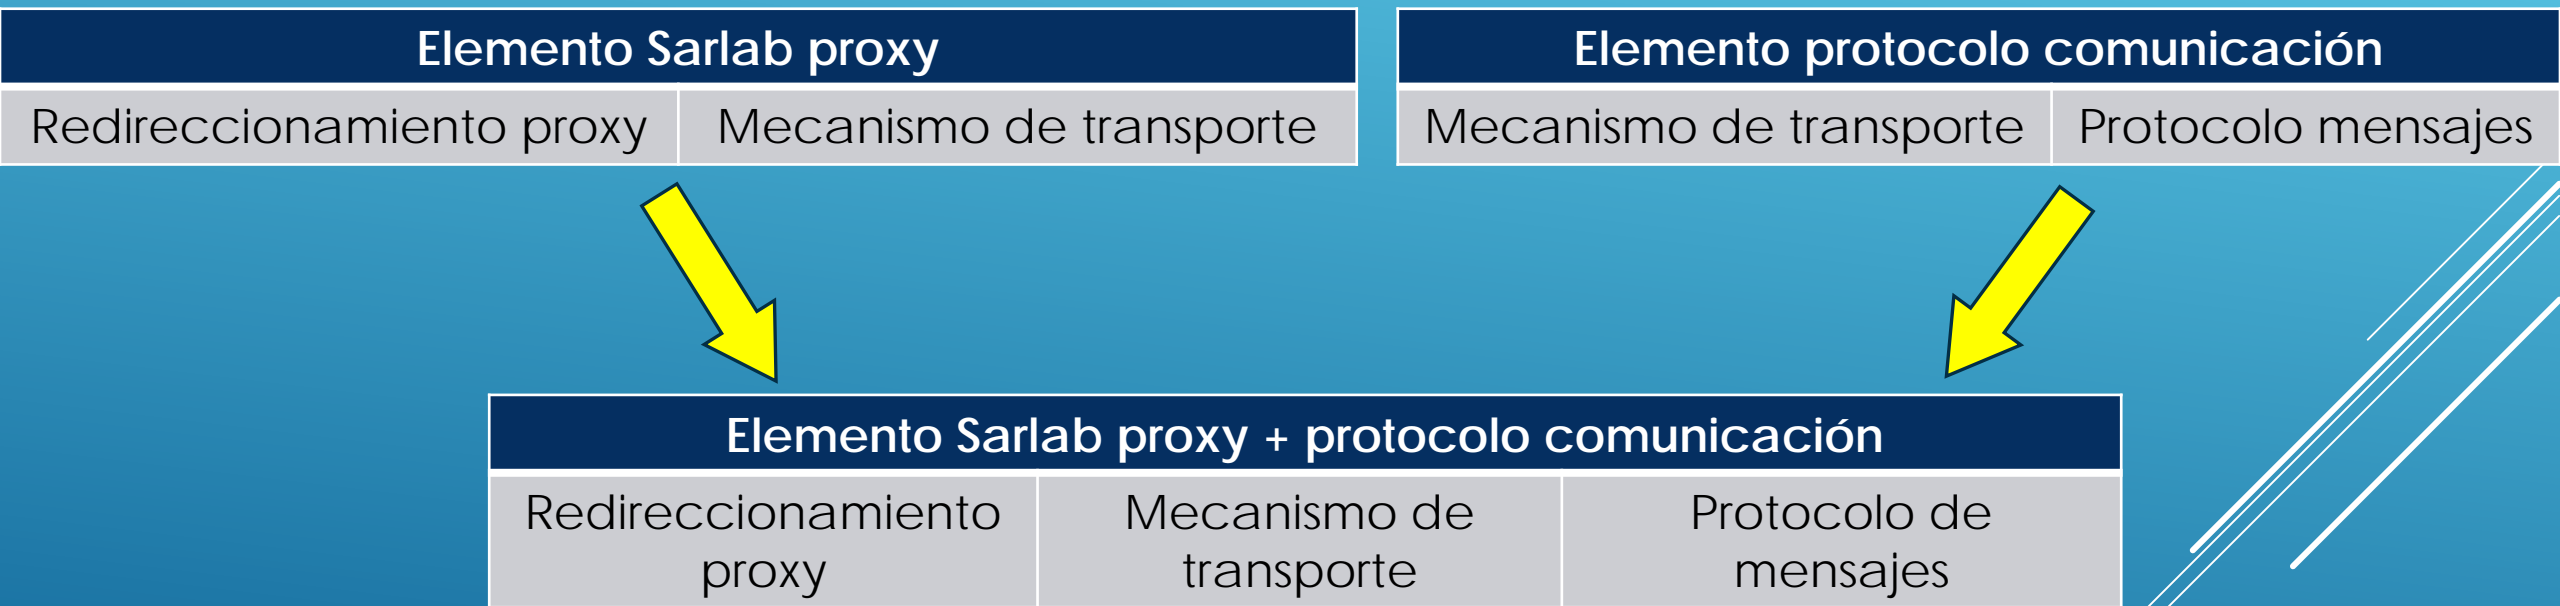 Elemento Sarlab proxy
Redireccionamiento proxy
Mecanismo de transporte
Elemento protocolo comunicación
Mecanismo de transporte
Protocolo mensajes
Elemento Sarlab proxy + protocolo comunicación
Redireccionamiento
proxy
Mecanismo de
transporte
Protocolo de
mensajes